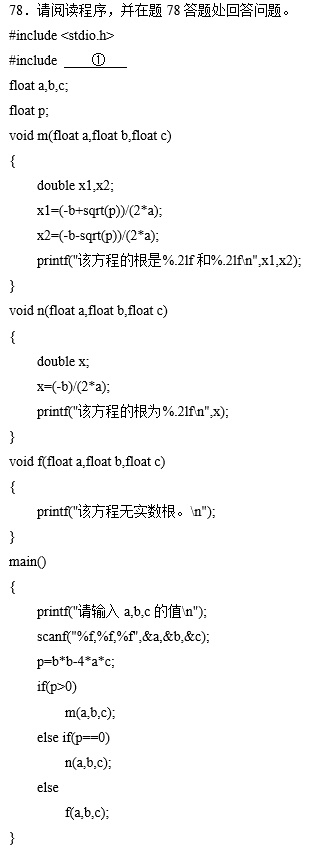 78．请阅读程序，并在题 78 答题处回答问题。
#include <stdio.h>
#include ①
float a,b,c;
float p;
void m(float a,float b,float c)
{
double x1,x2;
x1=(-b+sqrt(p))/(2*a);
x2=(-b-sqrt(p))/(2*a);
printf("该方程的根是%.2lf 和%.2lf\n",x1,x2);
}
void n(float a,float b,float c)
{
double x;
x=(-b)/(2*a);
printf("该方程的根为%.2lf\n",x);
}
void f(float a,float b,float c)
{
printf("该方程无实数根。\n");
}
main()
{
printf("请输入 a,b,c 的值\n");
scanf("%f,%f,%f",&a,&b,&c);
p=b*b-4*a*c;
if(p>0)
m(a,b,c);
else if(p==0)
n(a,b,c);
else
f(a,b,c);
}